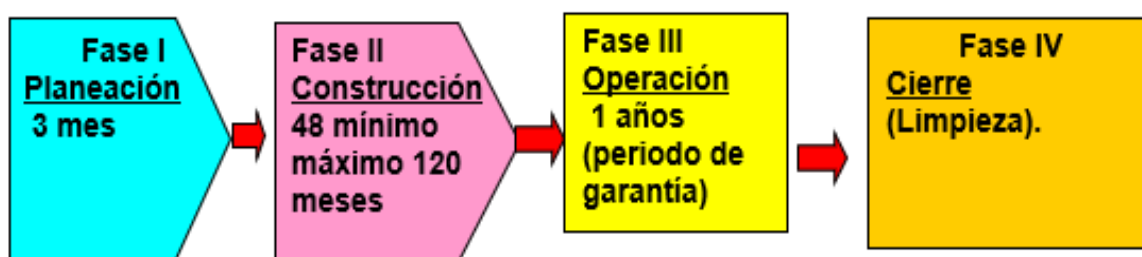 Fase I
Planeación
3 mes
Fase II
Construcción
48 mínimo
máximo 120
meses
Fase III
Operación
1 años
(periodo de
garantía)
Fase IV
Cierre
(Limpieza).